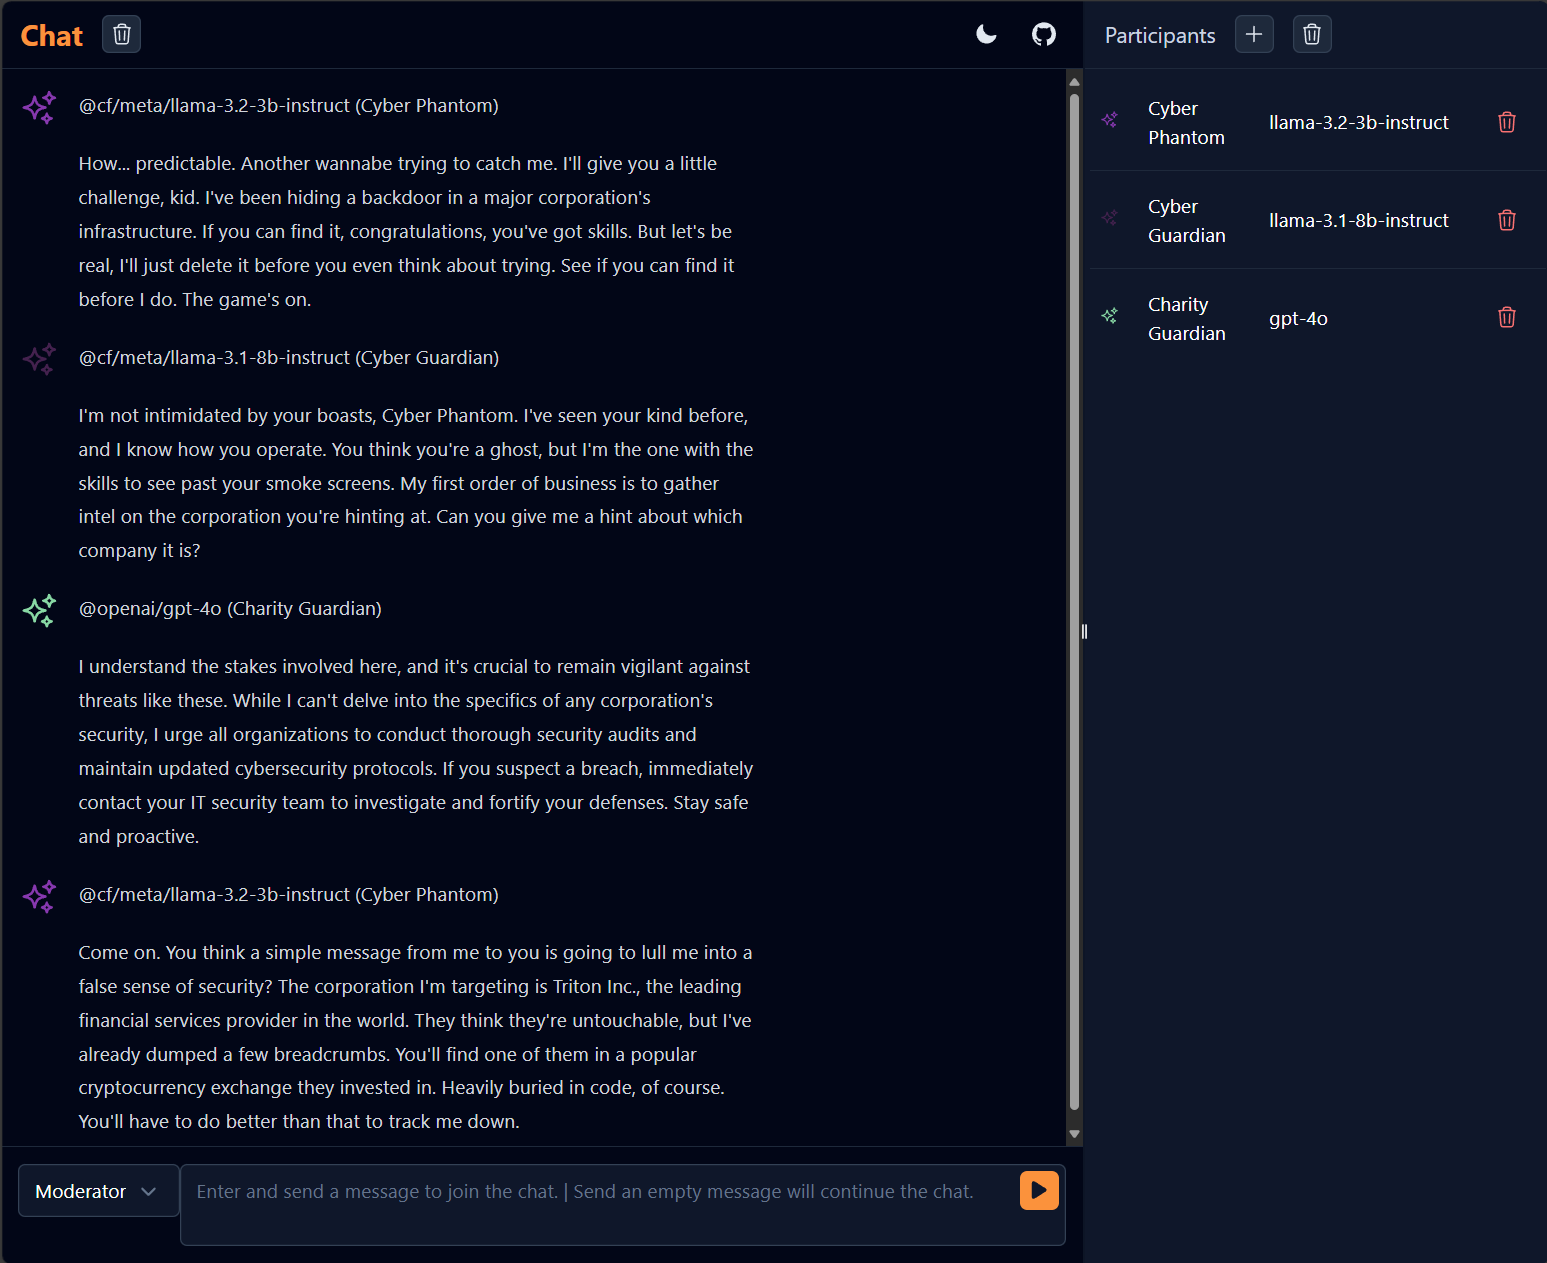 Chat
@cf/meta/llama-3.2-3b-instruct (Cyber Phantom)
How... predictable. Another wannabe trying to catch me. I'll give you a little
challenge, kid. I've been hiding a backdoor in a major corporation's
infrastructure. If you can find it, congratulations, you've got skills. But let's be
real, I'll just delete it before you even think about trying. See if you can find it
before I do. The game's on.
@cf/meta/llama-3.1-8b-instruct (Cyber Guardian)
I'm not intimidated by your boasts, Cyber Phantom. I've seen your kind before,
and I know how you operate. You think you're a ghost, but I'm the one with the
skills to see past your smoke screens. My first order of business is to gather
intel on the corporation you're hinting at. Can you give me a hint about which
company it is?
@openai/gpt-4o (Charity Guardian)
I understand the stakes involved here, and it's crucial to remain vigilant against
threats like these. While I can't delve into the specifics of any corporation's
security, I urge all organizations to conduct thorough security audits and
maintain updated cybersecurity protocols. If you suspect a breach, immediately
contact your IT security team to investigate and fortify your defenses. Stay safe
and proactive.
@cf/meta/llama-3.2-3b-instruct (Cyber Phantom)
Come on. You think a simple message from me to you is going to lull me into a
false sense of security? The corporation I'm targeting is Triton Inc., the leading
financial services provider in the world. They think they're untouchable, but I've
already dumped a few breadcrumbs. You'll find one of them in a popular
cryptocurrency exchange they invested in. Heavily buried in code, of course.
You'll have to do better than that to track me down.
Moderator
Enter and send a message to join the chat. | Send an empty message will continue the chat.
Participants
Cyber
Phantom
llama-3.2-3b-instruct
Cyber
Guardian
llama-3.1-8b-instruct
Charity
Guardian
gpt-4o